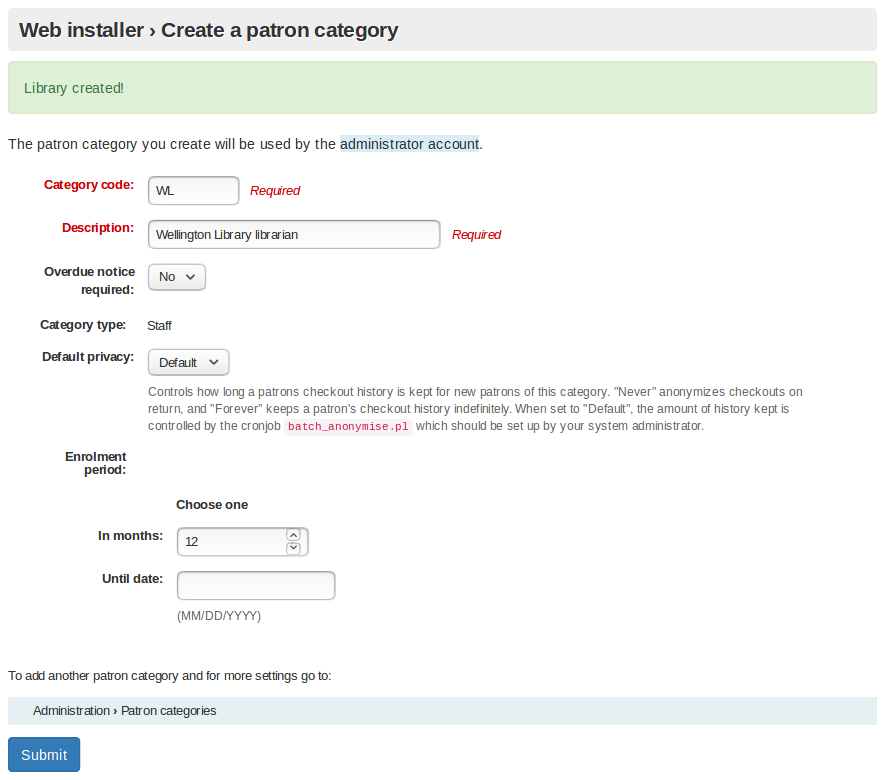 Web installer › Create a patron category
Library created!
The patron category you create will be used by the administrator account.
Category code: WL Required
Description: Wellington Library librarian Required
Overdue notice required: No
Category type: Staff
Default privacy: Default
Controls how long a patrons checkout history is kept for new patrons of this category. "Never" anonymizes checkouts on
return, and "Forever" keeps a patron's checkout history indefinitely. When set to "Default", the amount of history kept is
controlled by the cronjob batch_anonymise.pl which should be set up by your system administrator.
Enrolment
period:
Choose one
In months: 12
Until date:
(MM/DD/YYYY)
To add another patron category and for more settings go to:
Administration › Patron categories
Submit